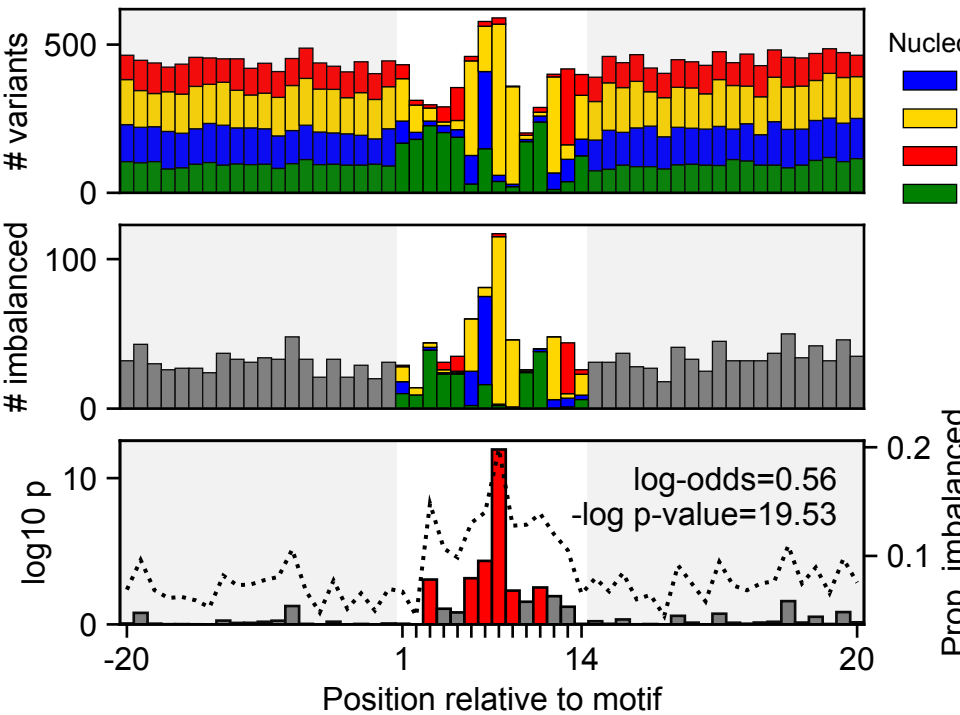 # variants
500
0
Nucleo
# imbalanced
100
0
log10 p
10
0
log-odds=0.56
-log p-value=19.53
0.2
0.1
Prop. imbalanced
-20
1
14
20
Position relative to motif